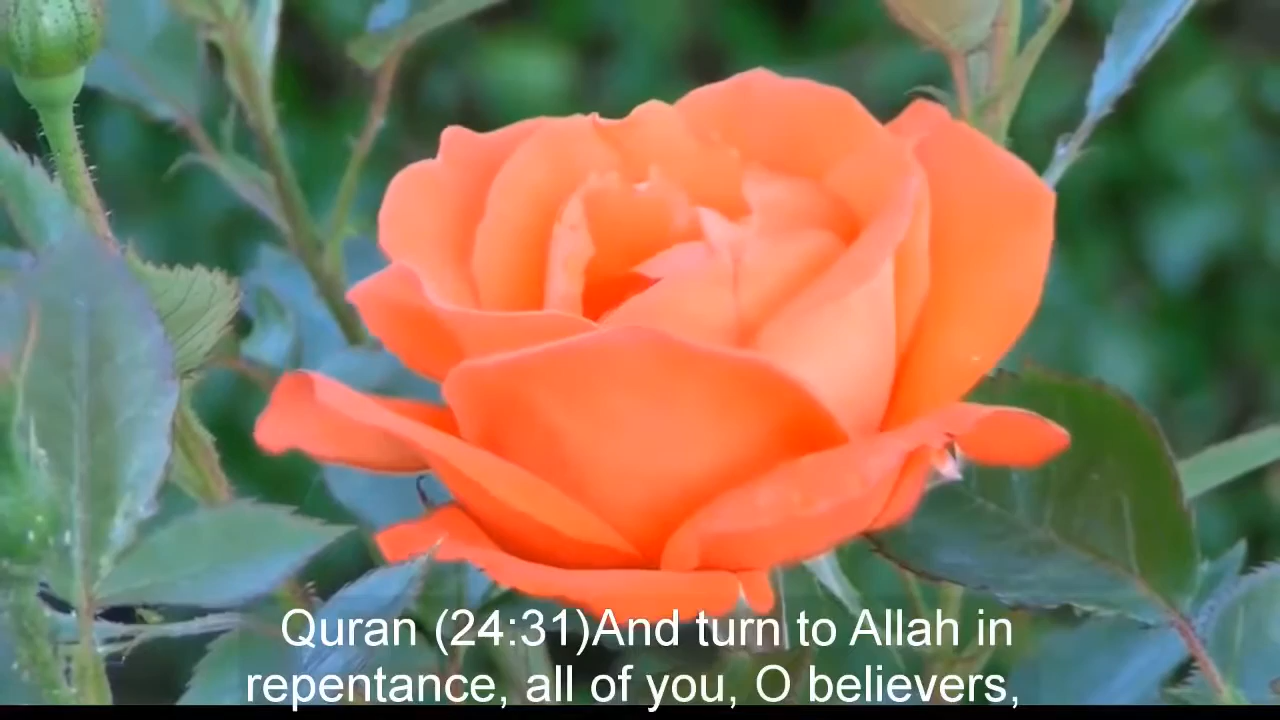 Quran (24:31)And turn to Allah in
repentance, all of you, O believers,